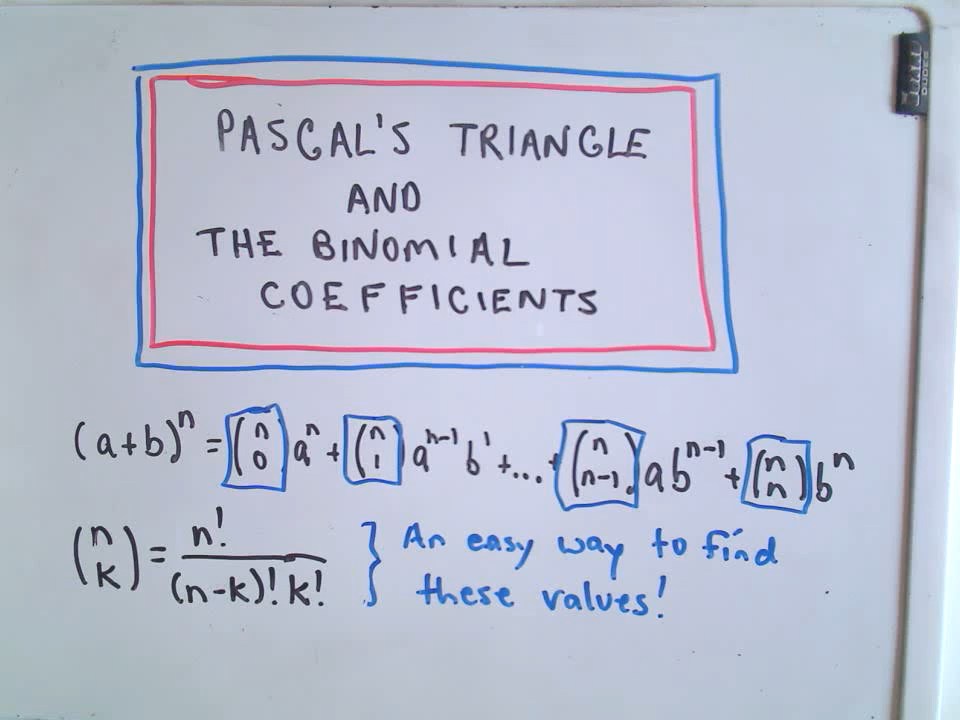 PASCAL'S TRIANGLE
AND
THE BINOMIAL
COEFFICIENTS
(a+b)^n = (n 0) a^n + (n 1) a^{n-1} b^1 + ... + (n n-1) a b^{n-1} + (n n) b^n
(n k) = n! / (n-k)! k! } An easy way to find
these values!